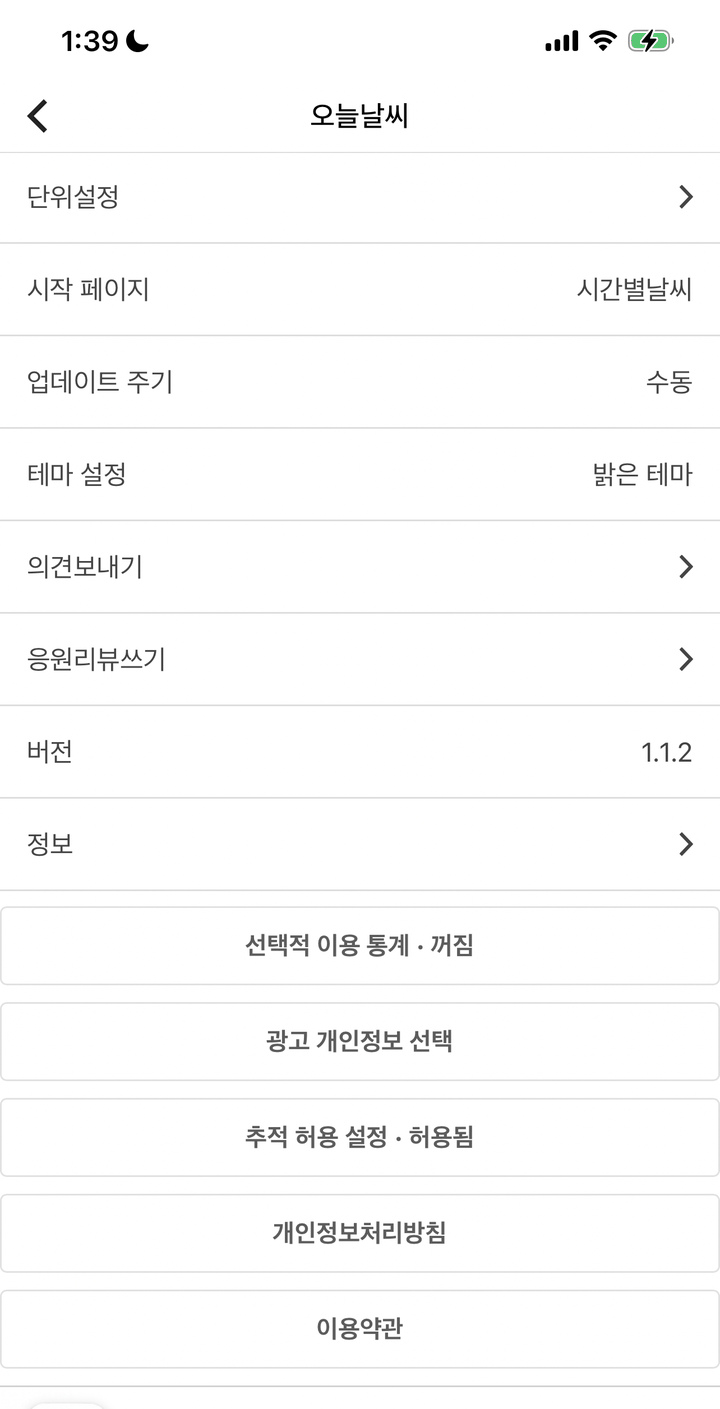 1:39
오늘날씨
단위설정
시작 페이지 시간별날씨
업데이트 주기 수동
테마 설정 밝은 테마
의견보내기
응원리뷰쓰기
버전 1.1.2
정보
선택적 이용 통계 · 꺼짐
광고 개인정보 선택
추적 허용 설정 · 허용됨
개인정보처리방침
이용약관